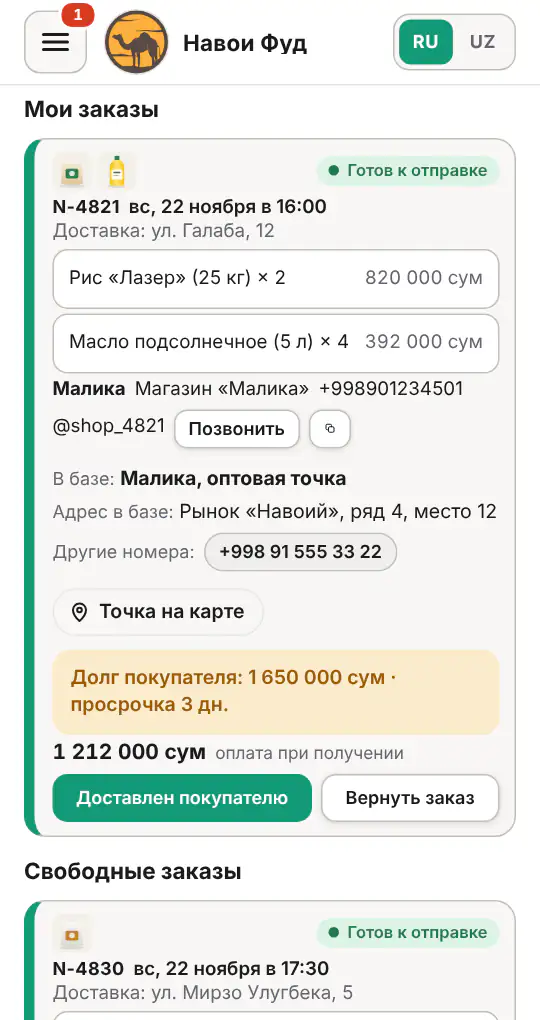 1
Навои Фуд
RU UZ
Мои заказы
Готов к отправке
N-4821 вс, 22 ноября в 16:00
Доставка: ул. Галаба, 12
Рис «Лазер» (25 кг) × 2 820 000 сум
Масло подсолнечное (5 л) × 4 392 000 сум
Малика Магазин «Малика» +998901234501
@shop_4821 Позвонить
В базе: Малика, оптовая точка
Адрес в базе: Рынок «Навоий», ряд 4, место 12
Другие номера: +998 91 555 33 22
Точка на карте
Долг покупателя: 1 650 000 сум ·
просрочка 3 дн.
1 212 000 сум оплата при получении
Доставлен покупателю Вернуть заказ
Свободные заказы
Готов к отправке
N-4830 вс, 22 ноября в 17:30
Доставка: ул. Мирзо Улугбека, 5